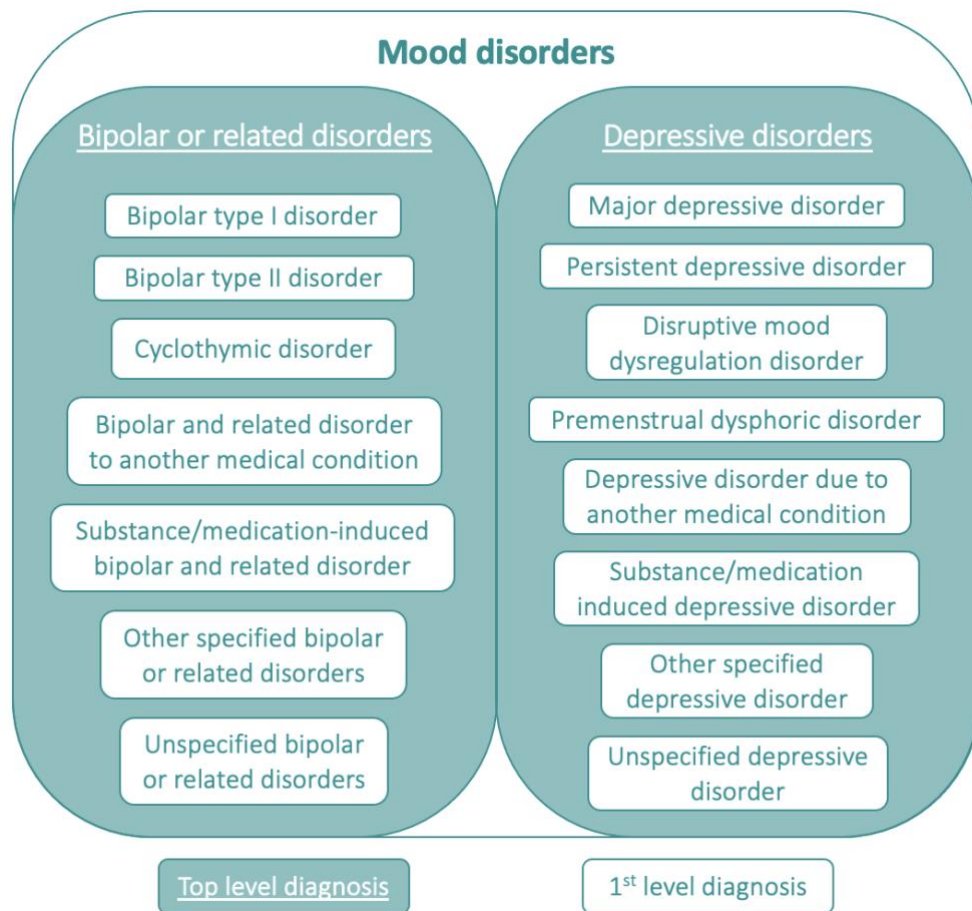 Mood disorders
Bipolar or related disorders
Bipolar type I disorder
Bipolar type II disorder
Cyclothymic disorder
Bipolar and related disorder
to another medical condition
Substance/medication-induced
bipolar and related disorder
Other specified bipolar
or related disorders
Unspecified bipolar
or related disorders
Depressive disorders
Major depressive disorder
Persistent depressive disorder
Disruptive mood
dysregulation disorder
Premenstrual dysphoric disorder
Depressive disorder due to
another medical condition
Substance/medication
induced depressive disorder
Other specified
depressive disorder
Unspecified depressive
disorder
Top level diagnosis
1st level diagnosis